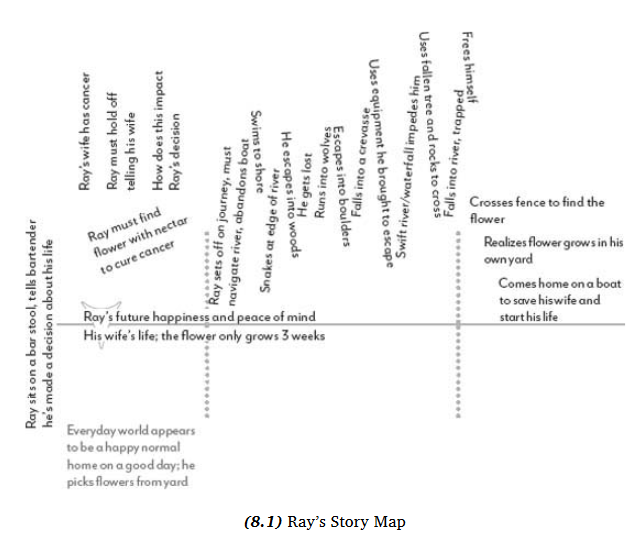 Ray sits on a bar stool, tells bartender
he's made a decision about his life
Ray's wife has cancer
Ray must hold off
telling his wife
How does this impact
Ray's decision
Ray must find
flower with nectar
to cure cancer
Ray's future happiness and peace of mind
His wife's life; the flower only grows 3 weeks
Everyday world appears
to be a happy normal
home on a good day; he
picks flowers from yard
Ray sets off on journey, must
navigate river, abandons boat
Swims to shore
Snakes at edge of river
He escapes into woods
He gets lost
Runs into wolves
Escapes into boulders
Falls into a crevasse
Uses equipment he brought to escape
Swift river/waterfall impedes him
Uses fallen tree and rocks to cross
Falls into river, trapped
Frees himself
Crosses fence to find the
flower
Realizes flower grows in his
own yard
Comes home on a boat
to save his wife and
start his life
(8.1) Ray's Story Map